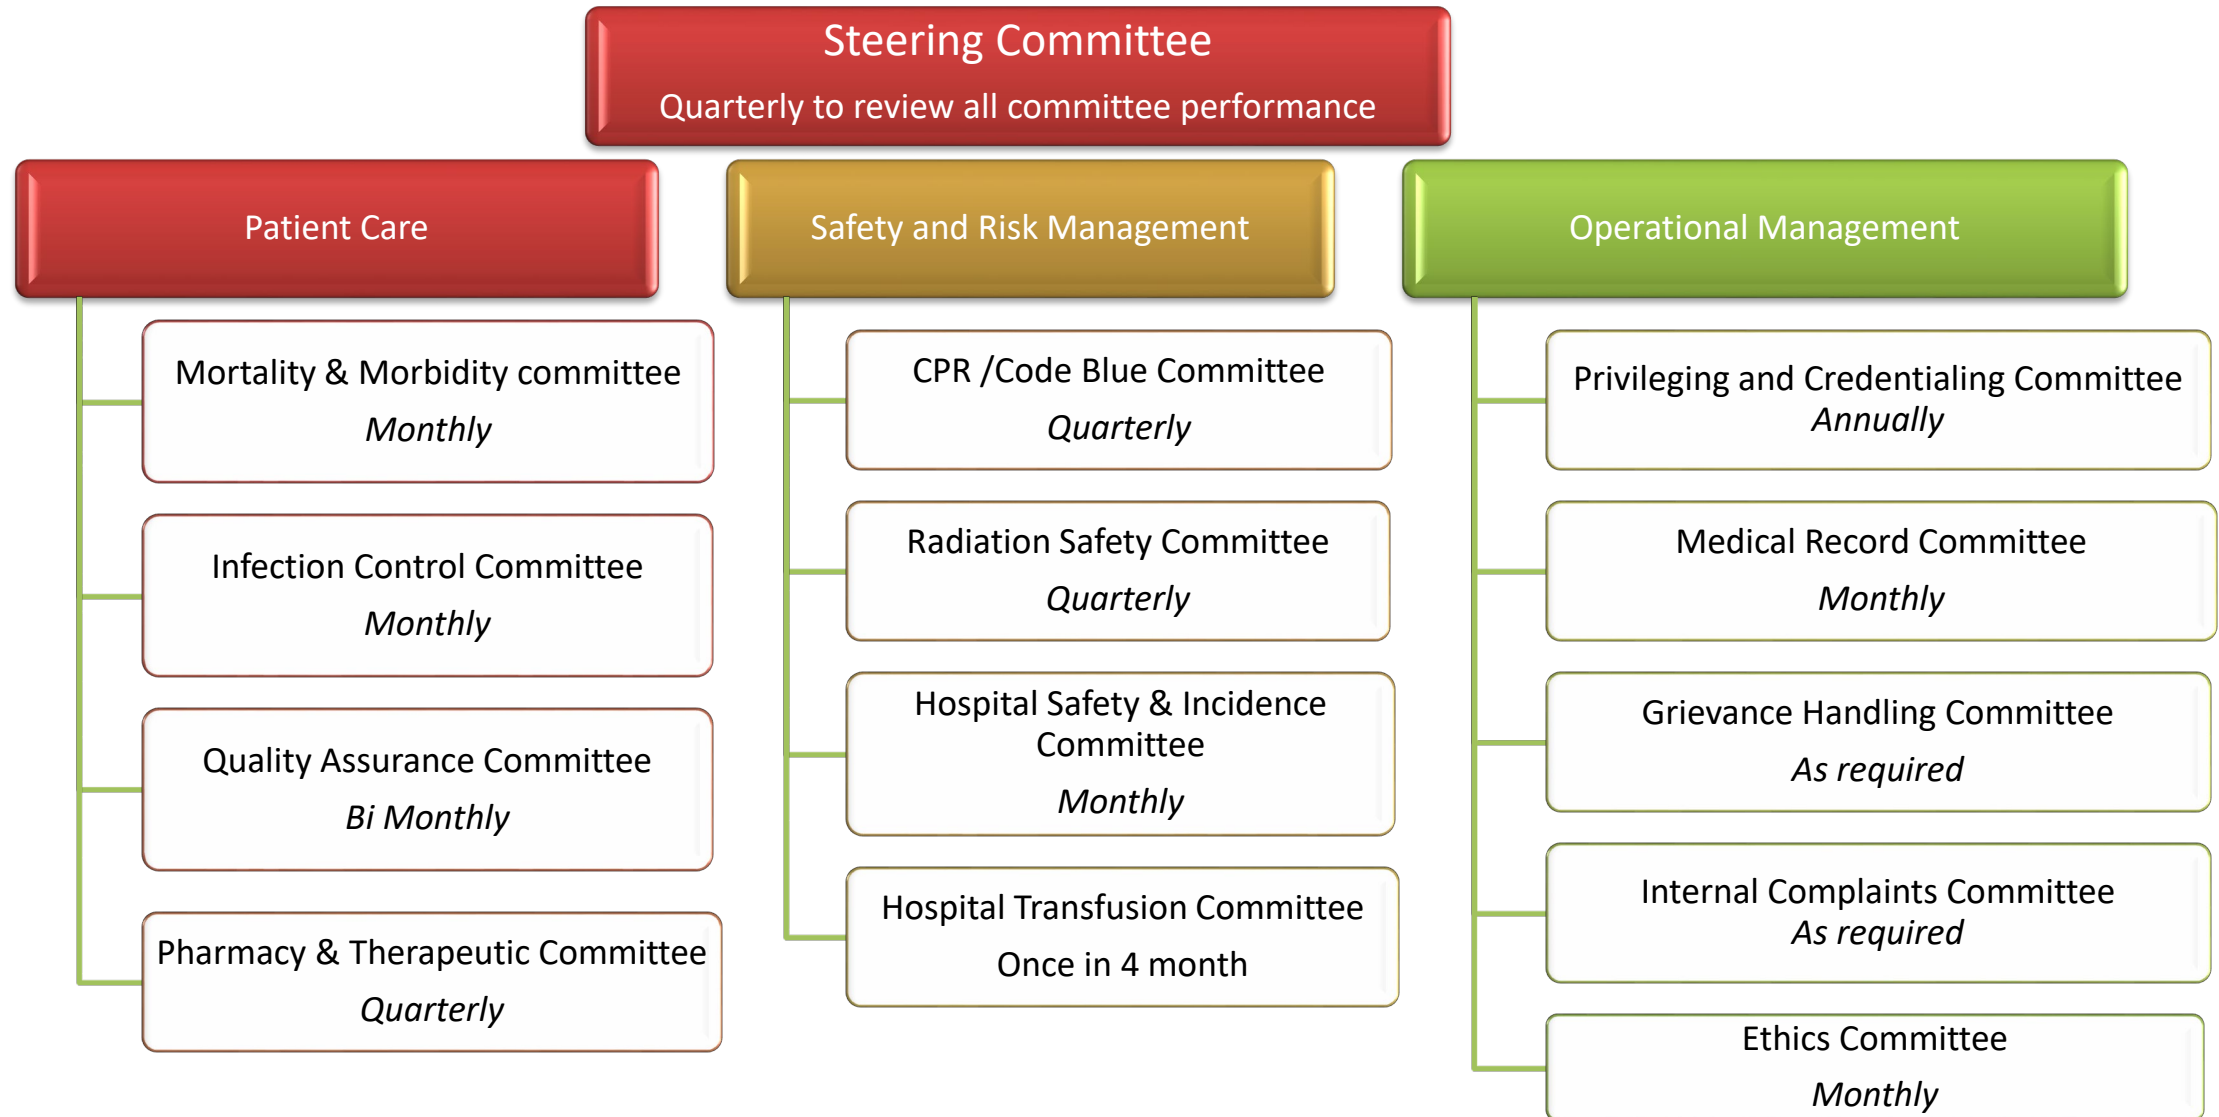 Steering Committee
Quarterly to review all committee performance
Patient Care
Mortality & Morbidity committee
Monthly
Infection Control Committee
Monthly
Quality Assurance Committee
Bi Monthly
Pharmacy & Therapeutic Committee
Quarterly
Safety and Risk Management
CPR /Code Blue Committee
Quarterly
Radiation Safety Committee
Quarterly
Hospital Safety & Incidence
Committee
Monthly
Hospital Transfusion Committee
Once in 4 month
Operational Management
Privileging and Credentialing Committee
Annually
Medical Record Committee
Monthly
Grievance Handling Committee
As required
Internal Complaints Committee
As required
Ethics Committee
Monthly